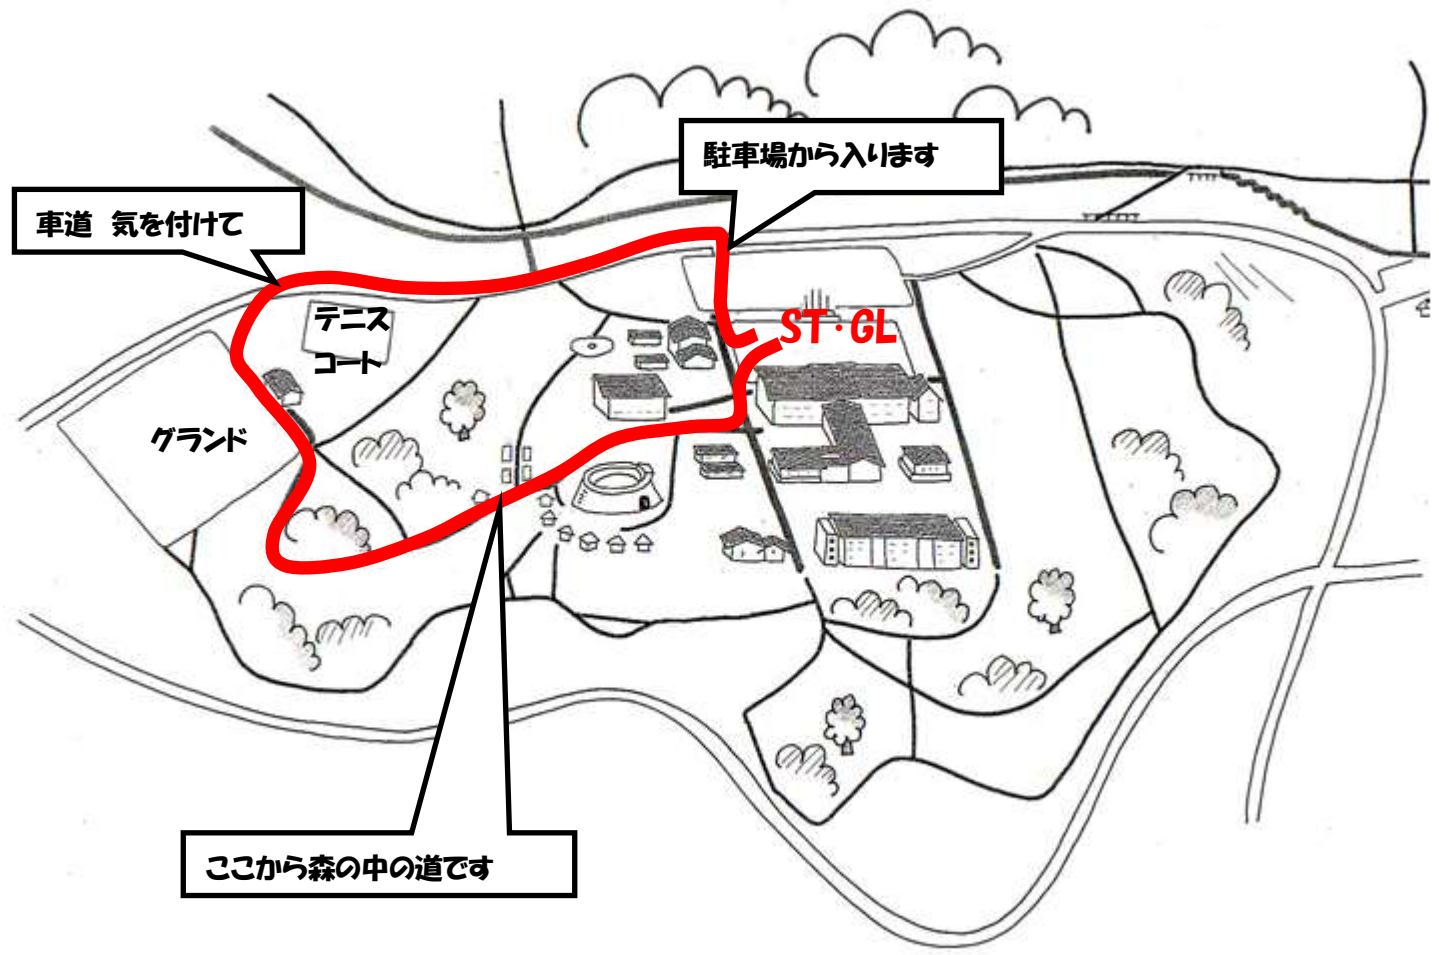 駐車場から入ります
車道 気を付けて
テニス
コート
ST・GL
グランド
ここから森の中の道です